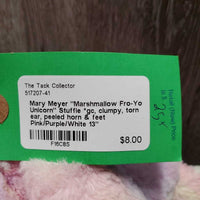 The Tack Collector
517207-41
Mary Meyer "Marshmallow Fro-Yo
Unicorn" Stuffie *gc, clumpy, torn
ear, peeled horn & feet
Pink/Purple/White 13"
$8.00
F16CBS